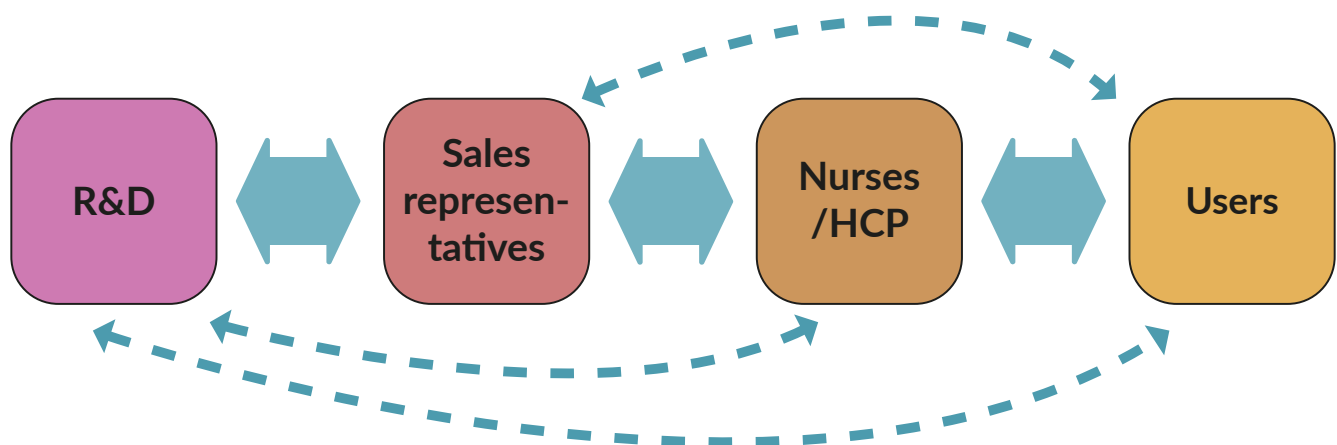 R&D
Sales
represen-
tatives
Nurses
/HCP
Users